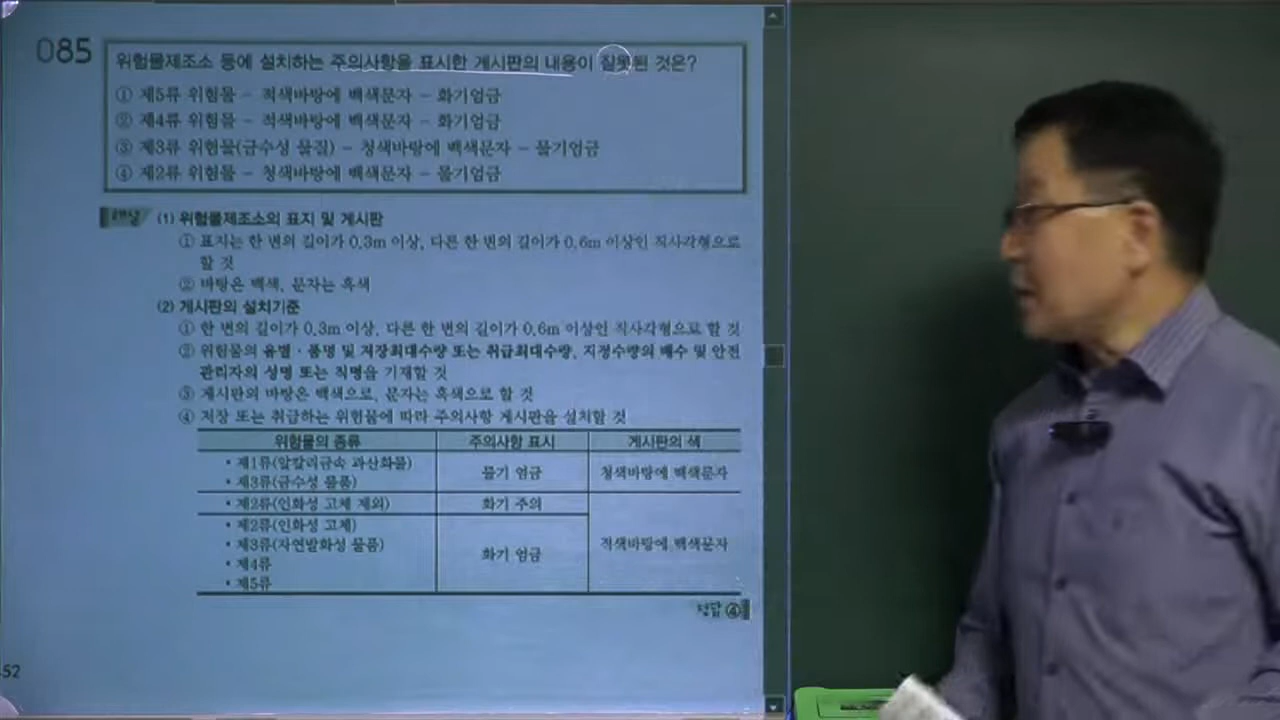 085
위험물제조소 등에 설치하는 주의사항을 표시한 게시판의 내용이 잘못된 것은?
① 제5류 위험물 - 적색바탕에 백색문자 - 화기엄금
② 제4류 위험물 - 적색바탕에 백색문자 - 화기엄금
③ 제3류 위험물(금수성 물질) - 청색바탕에 백색문자 - 물기엄금
④ 제2류 위험물 - 청색바탕에 백색문자 - 물기엄금
해설 (1) 위험물제조소의 표지 및 게시판
① 표지는 한 변의 길이가 0.3m 이상, 다른 한 변의 길이가 0.6m 이상인 직사각형으로
할 것
② 바탕은 백색, 문자는 흑색
(2) 게시판의 설치기준
① 한 변의 길이가 0.3m 이상, 다른 한 변의 길이가 0.6m 이상인 직사각형으로 할 것
② 위험물의 유별·품명 및 저장최대수량 또는 취급최대수량, 지정수량의 배수 및 안전
관리자의 성명 또는 직명을 기재할 것
③ 게시판의 바탕은 백색으로, 문자는 흑색으로 할 것
④ 저장 또는 취급하는 위험물에 따라 주의사항 게시판을 설치할 것
위험물의 종류 주의사항 표시 게시판의 색
• 제1류(알칼리금속 과산화물)
• 제3류(금수성 물품)
물기 엄금 청색바탕에 백색문자
• 제2류(인화성 고체 제외) 화기 주의
• 제2류(인화성 고체)
• 제3류(자연발화성 물품)
• 제4류
• 제5류
화기 엄금 적색바탕에 백색문자
정답 ④
52